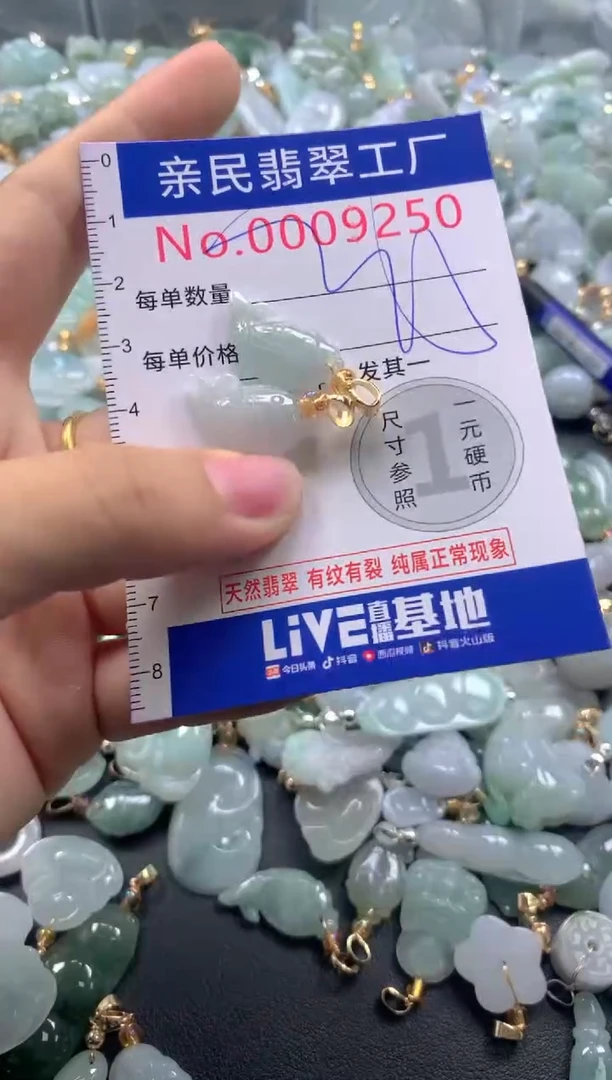 亲民翡翠工厂
No.0009250
每单数量
每单价格
发其一
尺寸参照
1
一元硬币
天然翡翠 有纹有裂 纯属正常现象
LiVE直播基地
今日头条 抖音 西瓜视频 抖音火山版
0
1
2
3
4
7
8